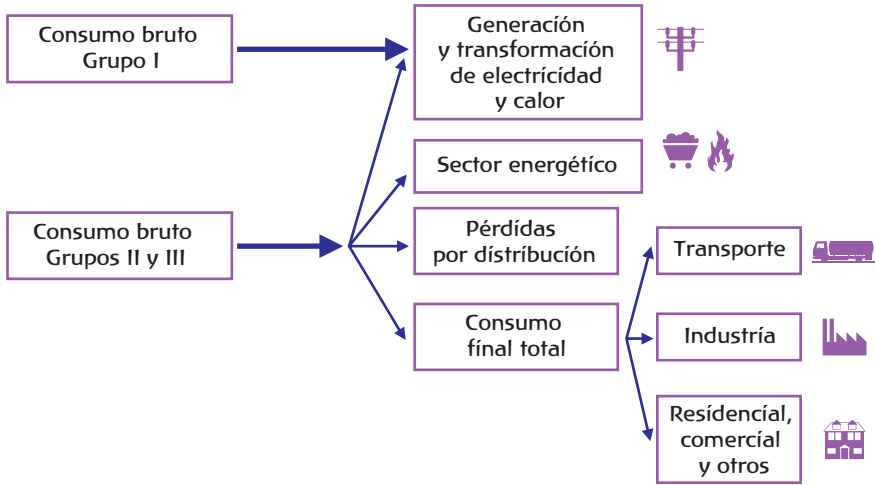 Consumo bruto
Grupo I
Generación
y transformación
de electricidad
y calor
Sector energético
Consumo bruto
Grupos II y III
Pérdidas
por distribución
Transporte
Consumo
final total
Industria
Residencial,
comercial
y otros